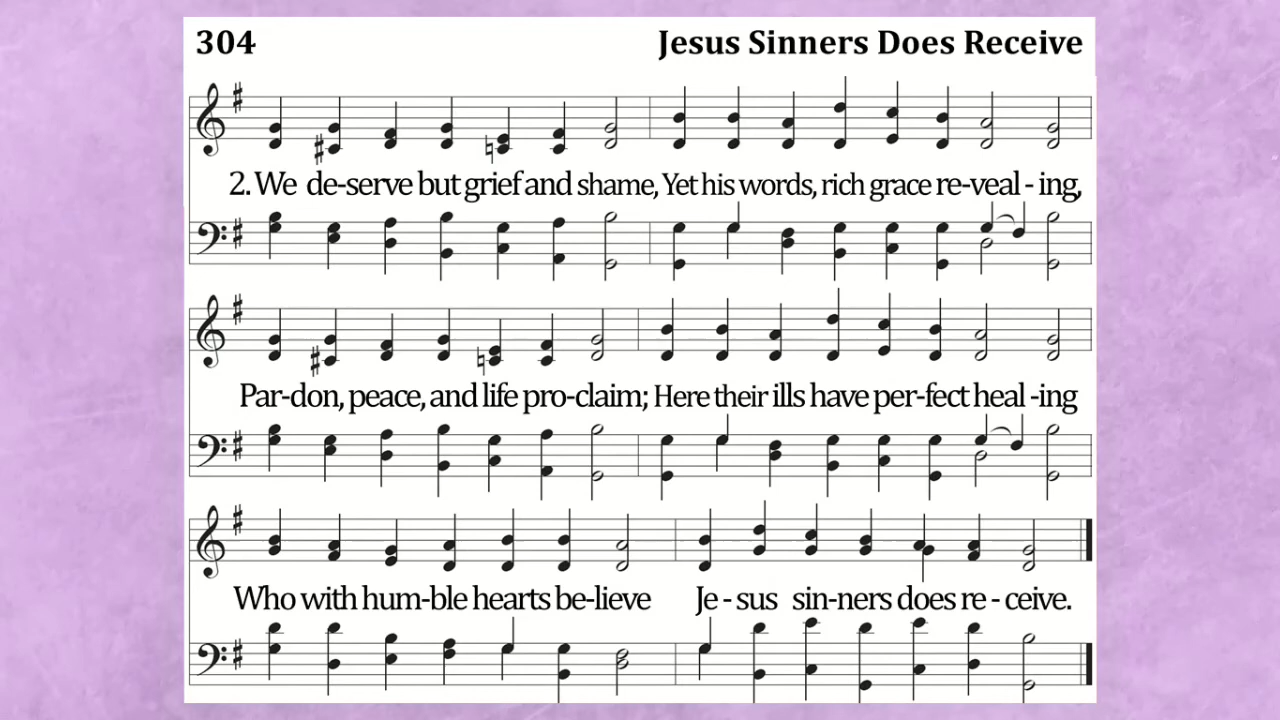 304 Jesus Sinners Does Receive
2. We de-serve but grief and shame, Yet his words, rich grace re-veal - ing,
Par-don, peace, and life pro-claim; Here their ills have per-fect heal -ing
Who with hum-ble hearts be-lieve Je - sus sin-ners does re - ceive.